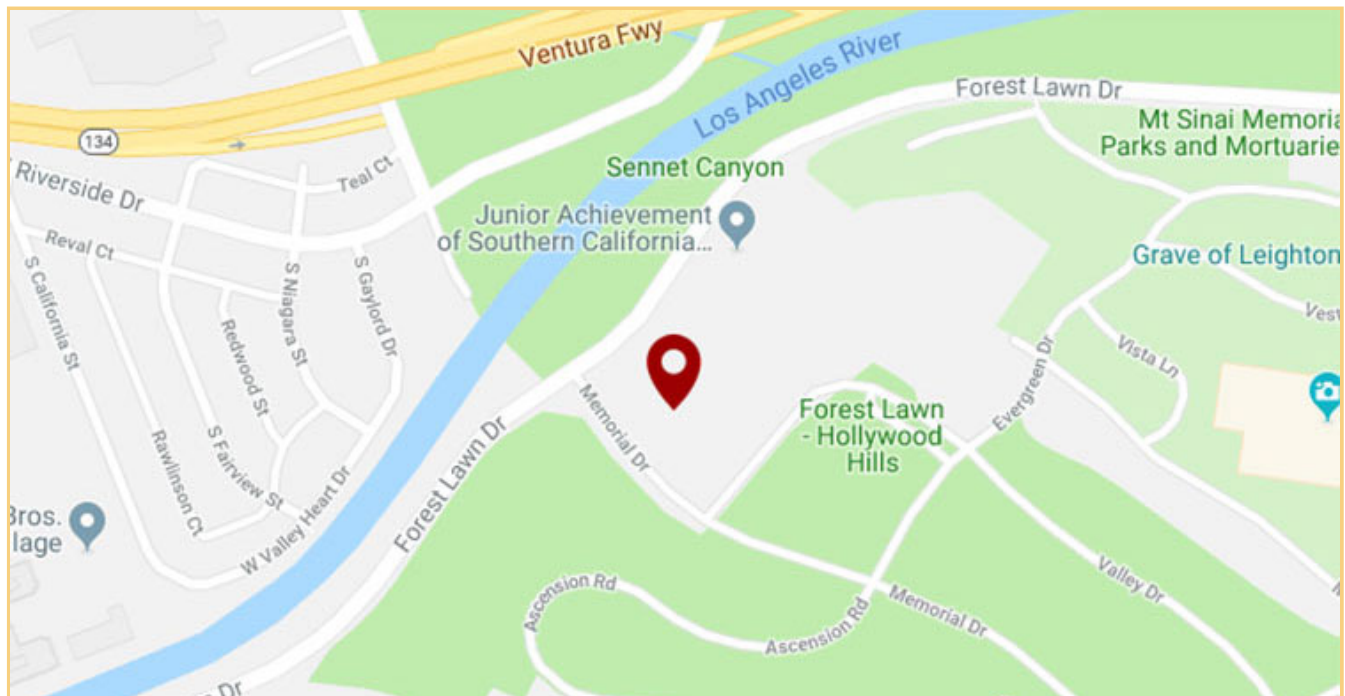 Ventura Fwy
Los Angeles River
Forest Lawn Dr
134
Mt Sinai Memoria
Parks and Mortuarie
Teal Ct
Sennet Canyon
Riverside Dr
Junior Achievement
of Southern California...
Reval Ct
Grave of Leighton
S California St
S Niagara St
S Gaylord Dr
Redwood St
Vest
Vista Ln
Evergreen Dr
Memorial Dr
Forest Lawn
- Hollywood
Hills
Rawlinson Ct
S Fairview St
Forest Lawn Dr
W Valley Heart Dr
Bros.
lage
Ascension Rd
Valley Dr
Memorial Dr
Ascension Rd
Dr